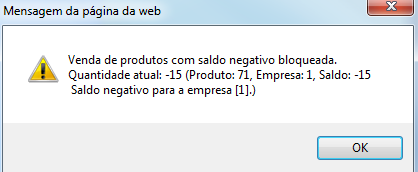 Mensagem da página da web
Venda de produtos com saldo negativo bloqueada.
Quantidade atual: -15 (Produto: 71, Empresa: 1, Saldo: -15
Saldo negativo para a empresa [1].)
OK